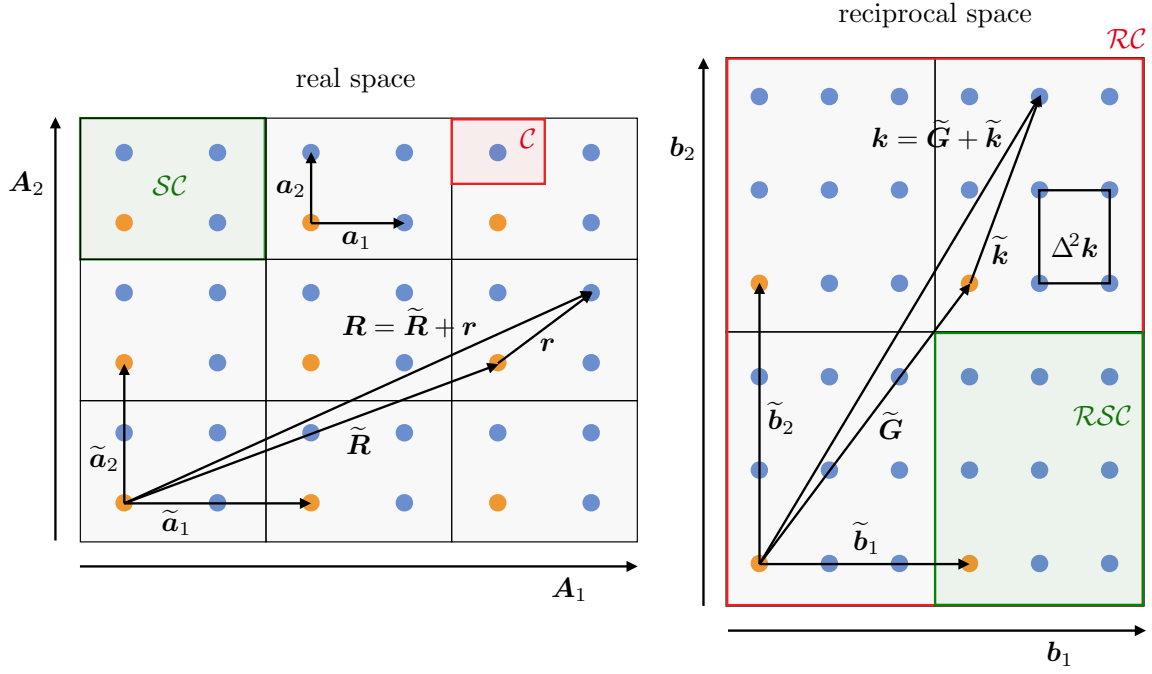 real space
𝓢𝓒
𝓒
𝑨₂
𝒂₂
𝒂₁
𝑹 = 𝑹̃ + 𝒓
𝒓
𝑹̃
𝒂̃₂
𝒂̃₁
𝑨₁
reciprocal space
𝓡𝓒
𝒌 = 𝑮̃ + 𝒌̃
𝒃₂
𝒌̃
Δ²𝒌
𝒃̃₂
𝑮̃
𝓡𝓢𝓒
𝒃̃₁
𝒃₁